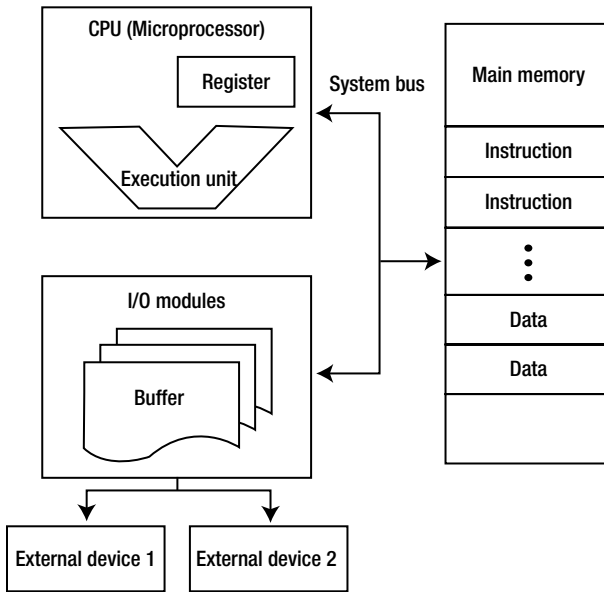 CPU (Microprocessor)
Register
Execution unit
System bus
Main memory
Instruction
Instruction
Data
Data
I/O modules
Buffer
External device 1
External device 2